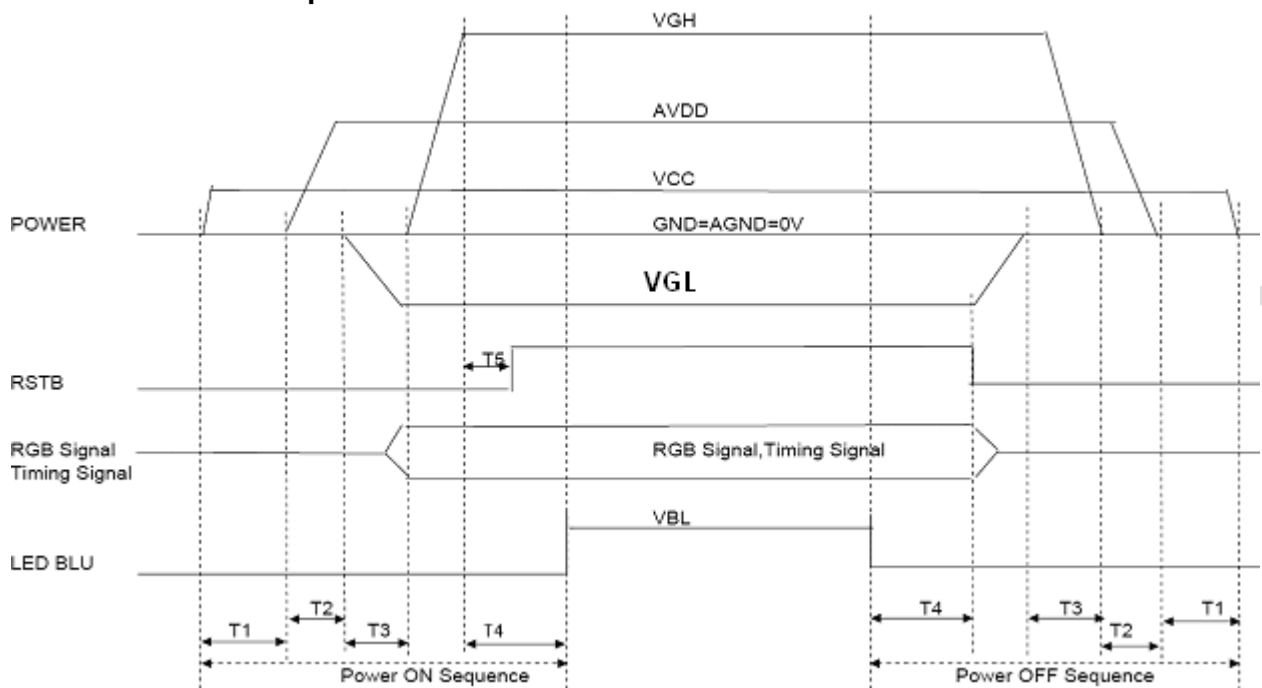 VGH
AVDD
VCC
POWER
GND=AGND=0V
VGL
T5
RSTB
RGB Signal
Timing Signal
RGB Signal,Timing Signal
VBL
LED BLU
T1
T2
T3
T4
T4
T3
T2
T1
Power ON Sequence
Power OFF Sequence